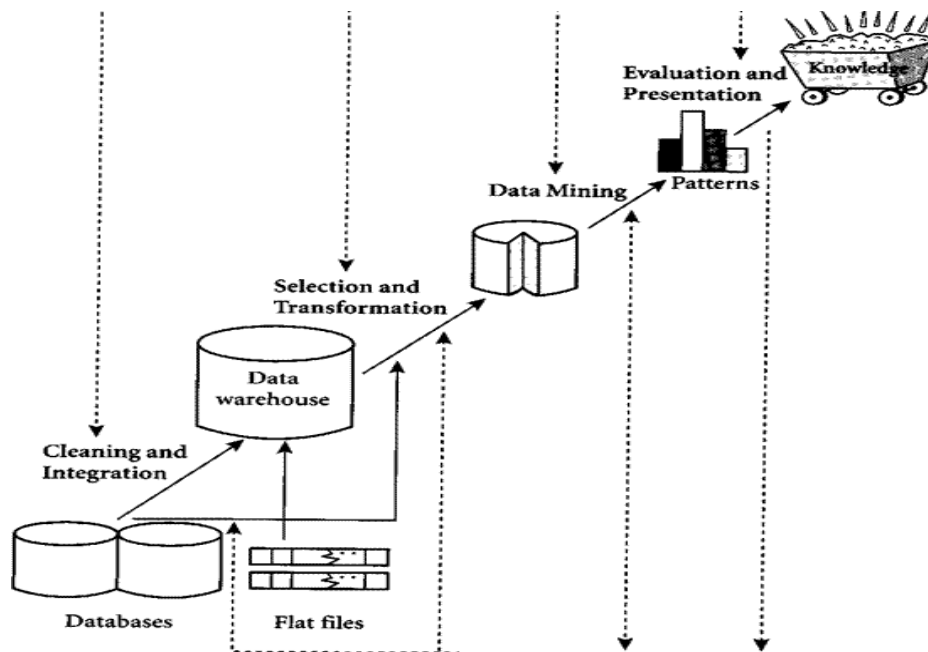 Evaluation and
Presentation
Knowledge
Data Mining
Patterns
Selection and
Transformation
Data
warehouse
Cleaning and
Integration
Databases
Flat files